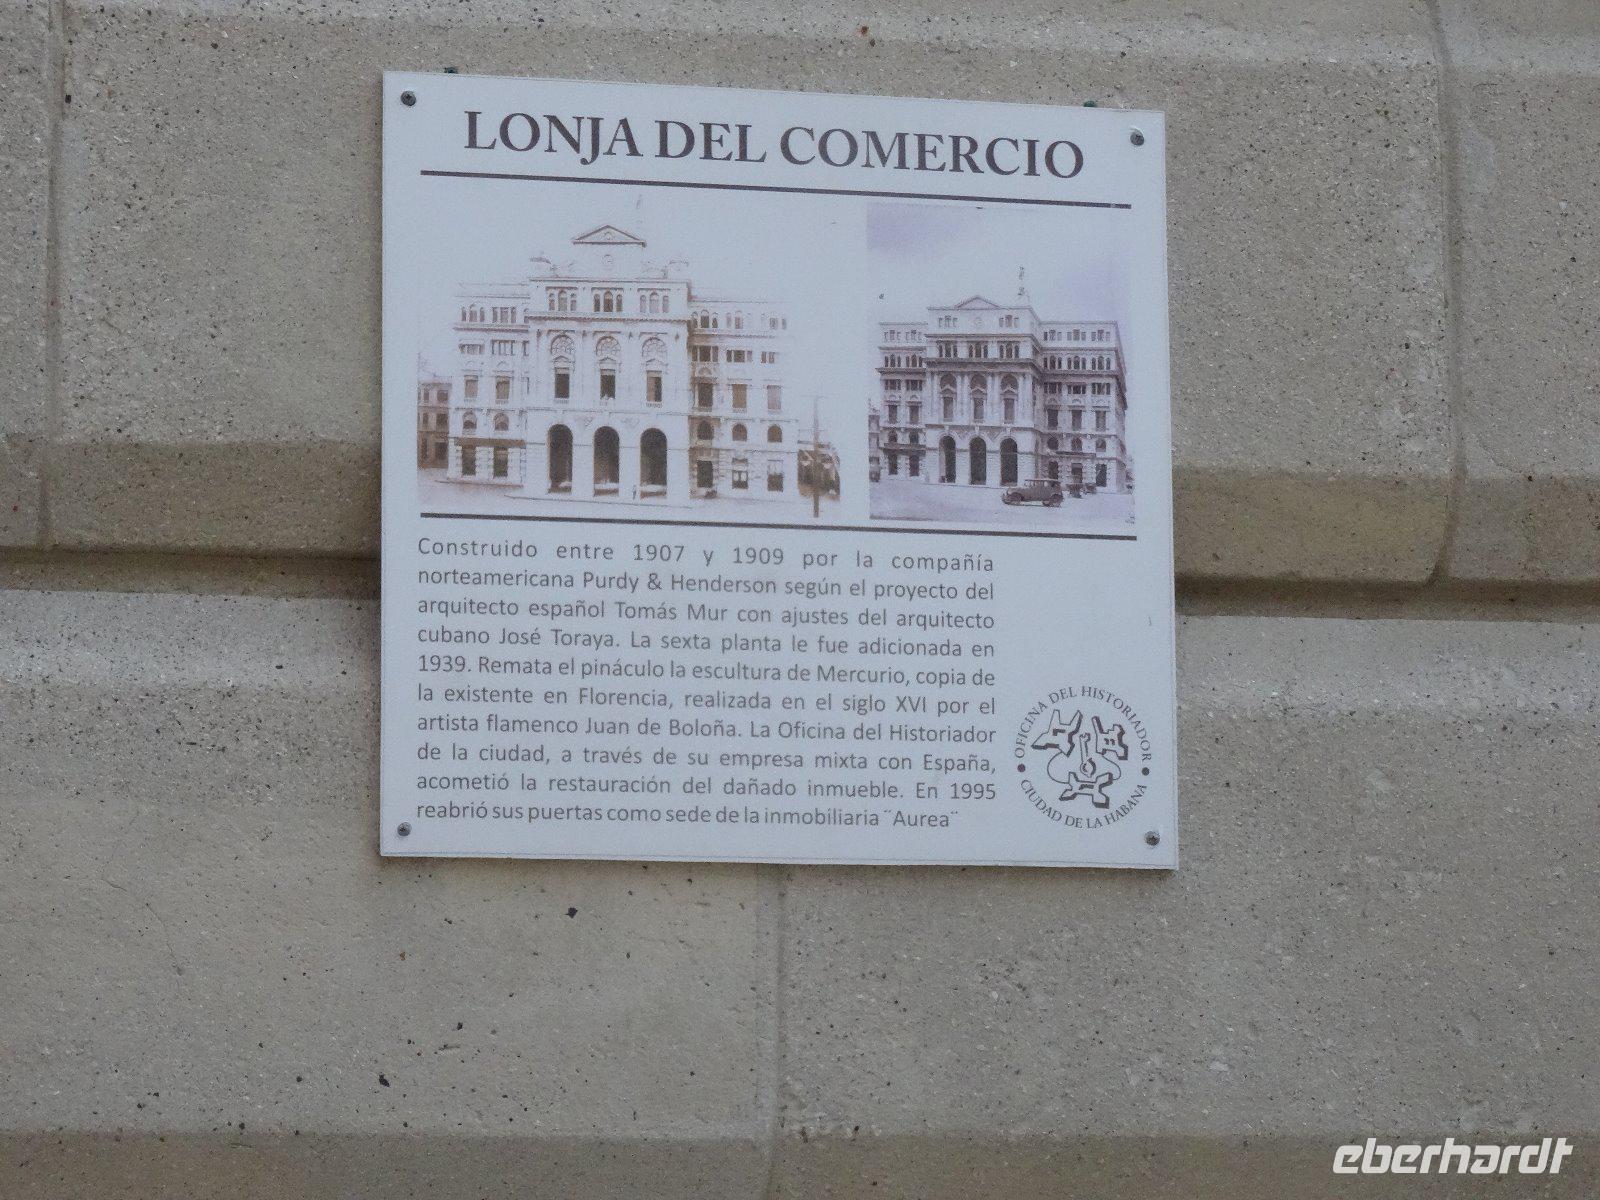 LONJA DEL COMERCIO
Construido entre 1907 y 1909 por la compañía
norteamericana Purdy & Henderson según el proyecto del
arquitecto español Tomás Mur con ajustes del arquitecto
cubano José Toraya. La sexta planta le fue adicionada en
1939. Remata el pináculo la escultura de Mercurio, copia de
la existente en Florencia, realizada en el siglo XVI por el
artista flamenco Juan de Boloña. La Oficina del Historiador
de la ciudad, a través de su empresa mixta con España,
acometió la restauración del dañado inmueble. En 1995
reabrió sus puertas como sede de la inmobiliaria ¨Aurea¨
OFICINA DEL HISTORIADOR
• CIUDAD DE LA HABANA •
eberhardt